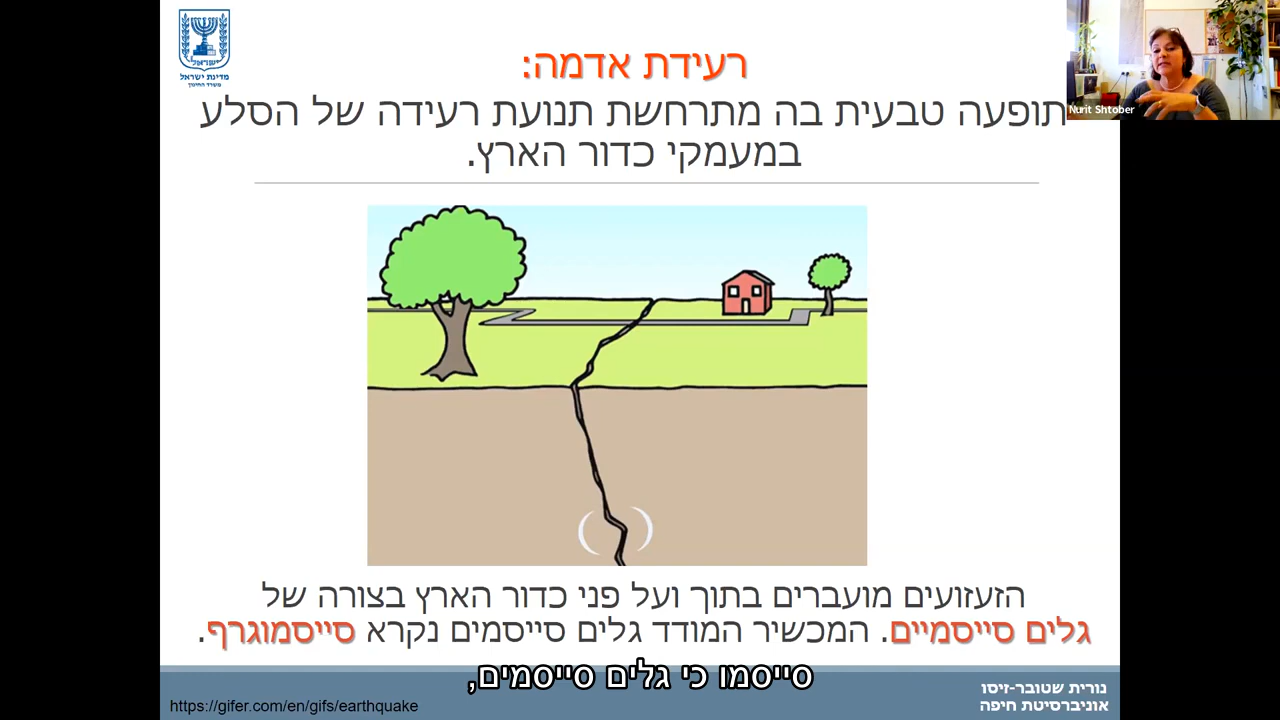 מדינת ישראל
משרד החינוך
רעידת אדמה:
תופעה טבעית בה מתרחשת תנועת רעידה של הסלע
במעמקי כדור הארץ.
Nurit Shtober
הזעזועים מועברים בתוך ועל פני כדור הארץ בצורה של
גלים סייסמיים. המכשיר המודד גלים סייסמים נקרא סייסמוגרף.
סייסמו כי גלים סייסמים,
נורית שטובר-זיסו
אוניברסיטת חיפה
https://gifer.com/en/gifs/earthquake